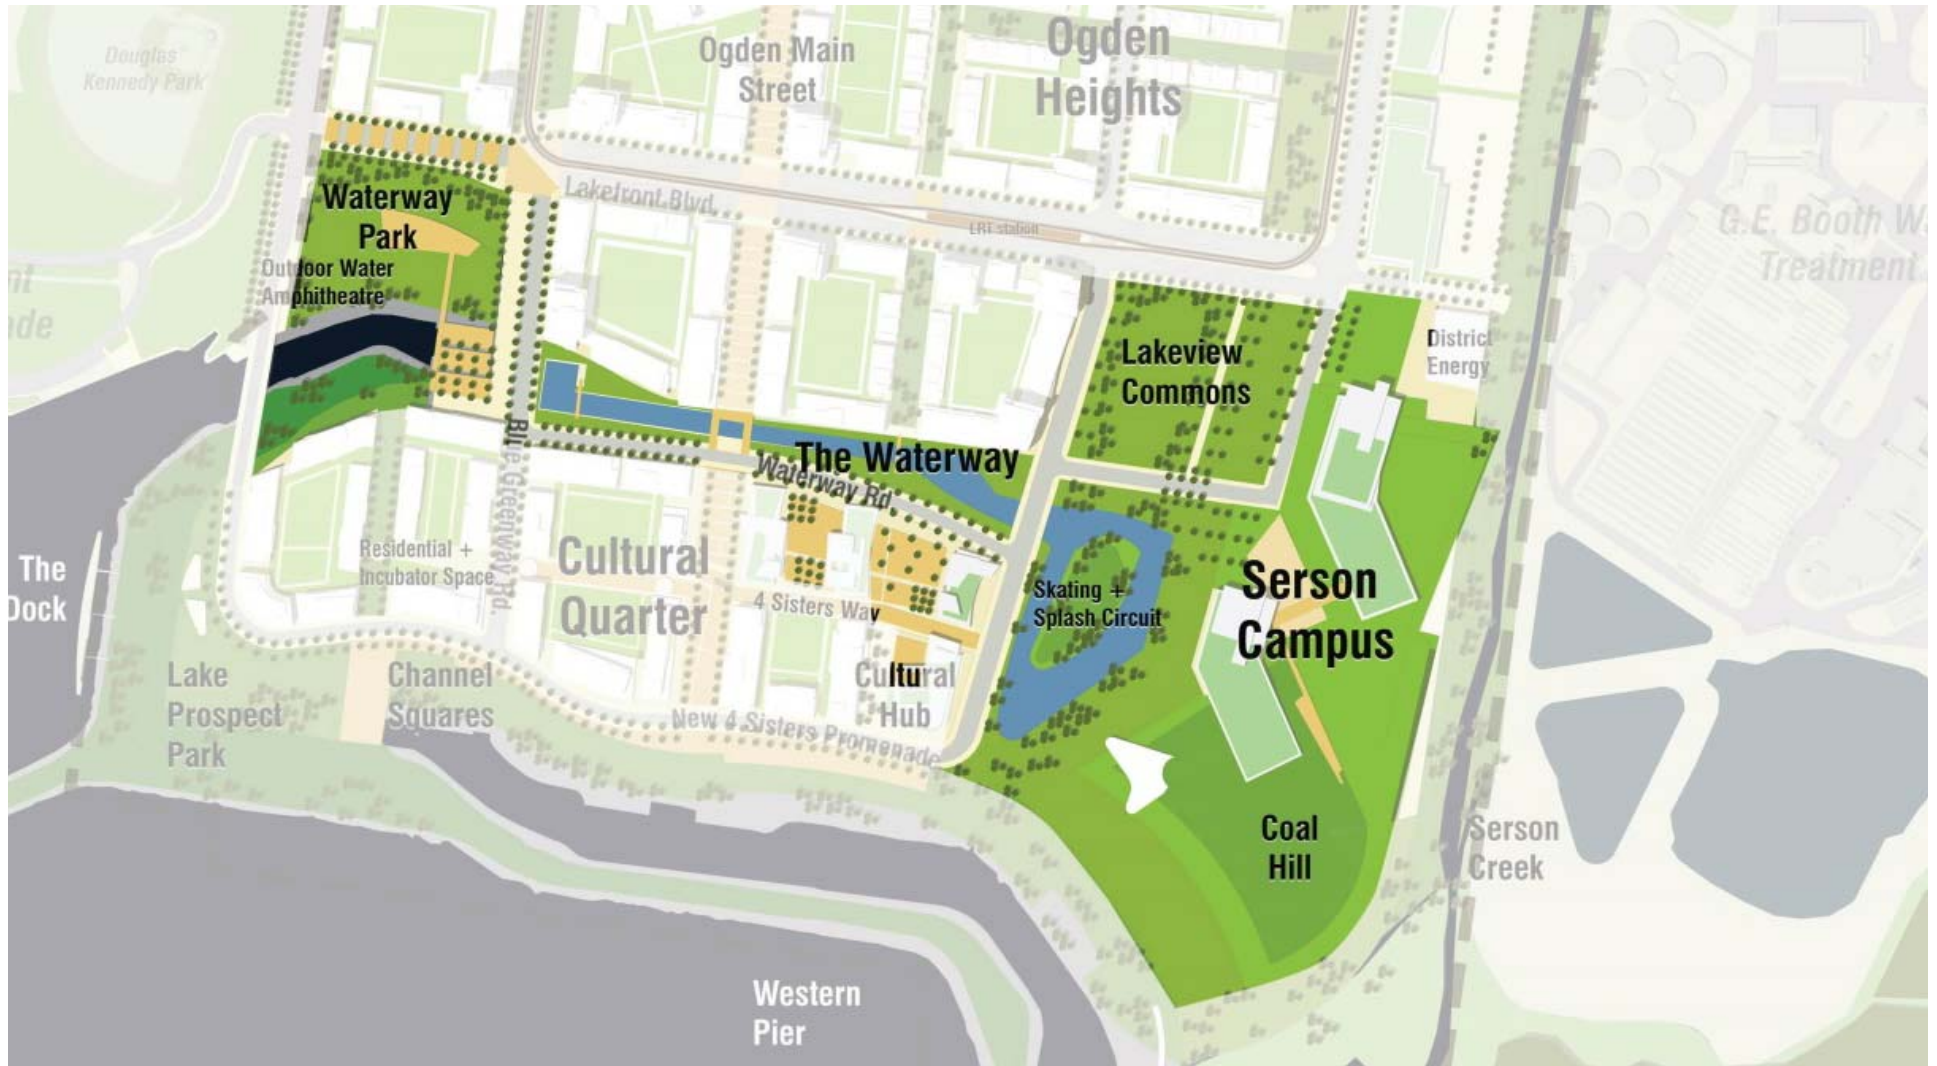 Douglas
Kennedy Park
Ogden Main
Street
Ogden
Heights
Waterway
Park
Lakefront Blvd.
LRT station
G.E. Booth W
Treatment
Outdoor Water
Amphitheatre
nt
ade
Lakeview
Commons
District
Energy
Blue Greenway Rd.
The Waterway
Waterway Rd
The
Dock
Residential +
Incubator Space
Cultural
Quarter
4 Sisters Way
Skating +
Splash Circuit
Serson
Campus
Lake
Prospect
Park
Channel
Squares
Cultural
Hub
New 4 Sisters Promenade
Coal
Hill
Serson
Creek
Western
Pier